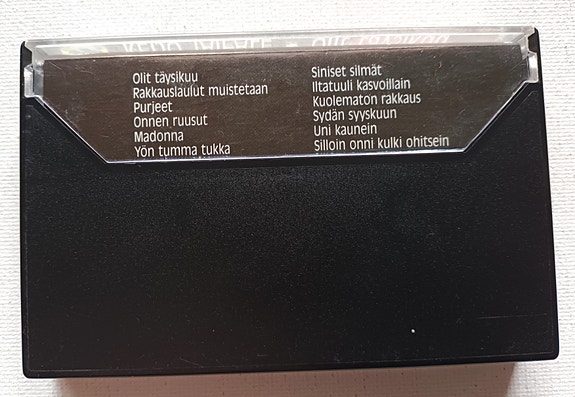 Olit täysikuu
Rakkauslaulut muistetaan
Purjeet
Onnen ruusut
Madonna
Yön tumma tukka
Siniset silmät
Iltatuuli kasvoillain
Kuolematon rakkaus
Sydän syyskuun
Uni kaunein
Silloin onni kulki ohitsein